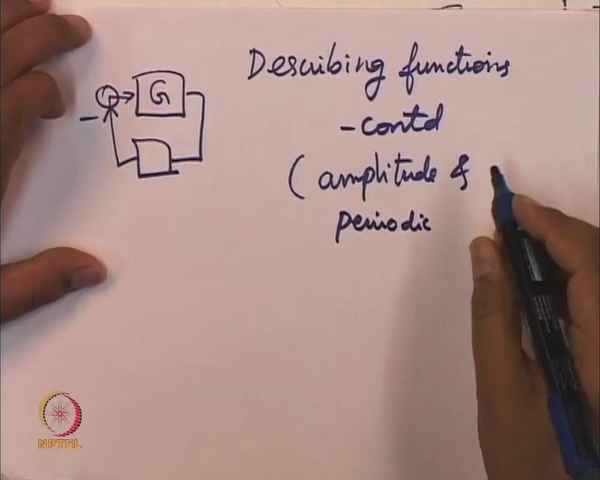 Describing functions
G
- contd
(amplitude &
periodic
NPTEL